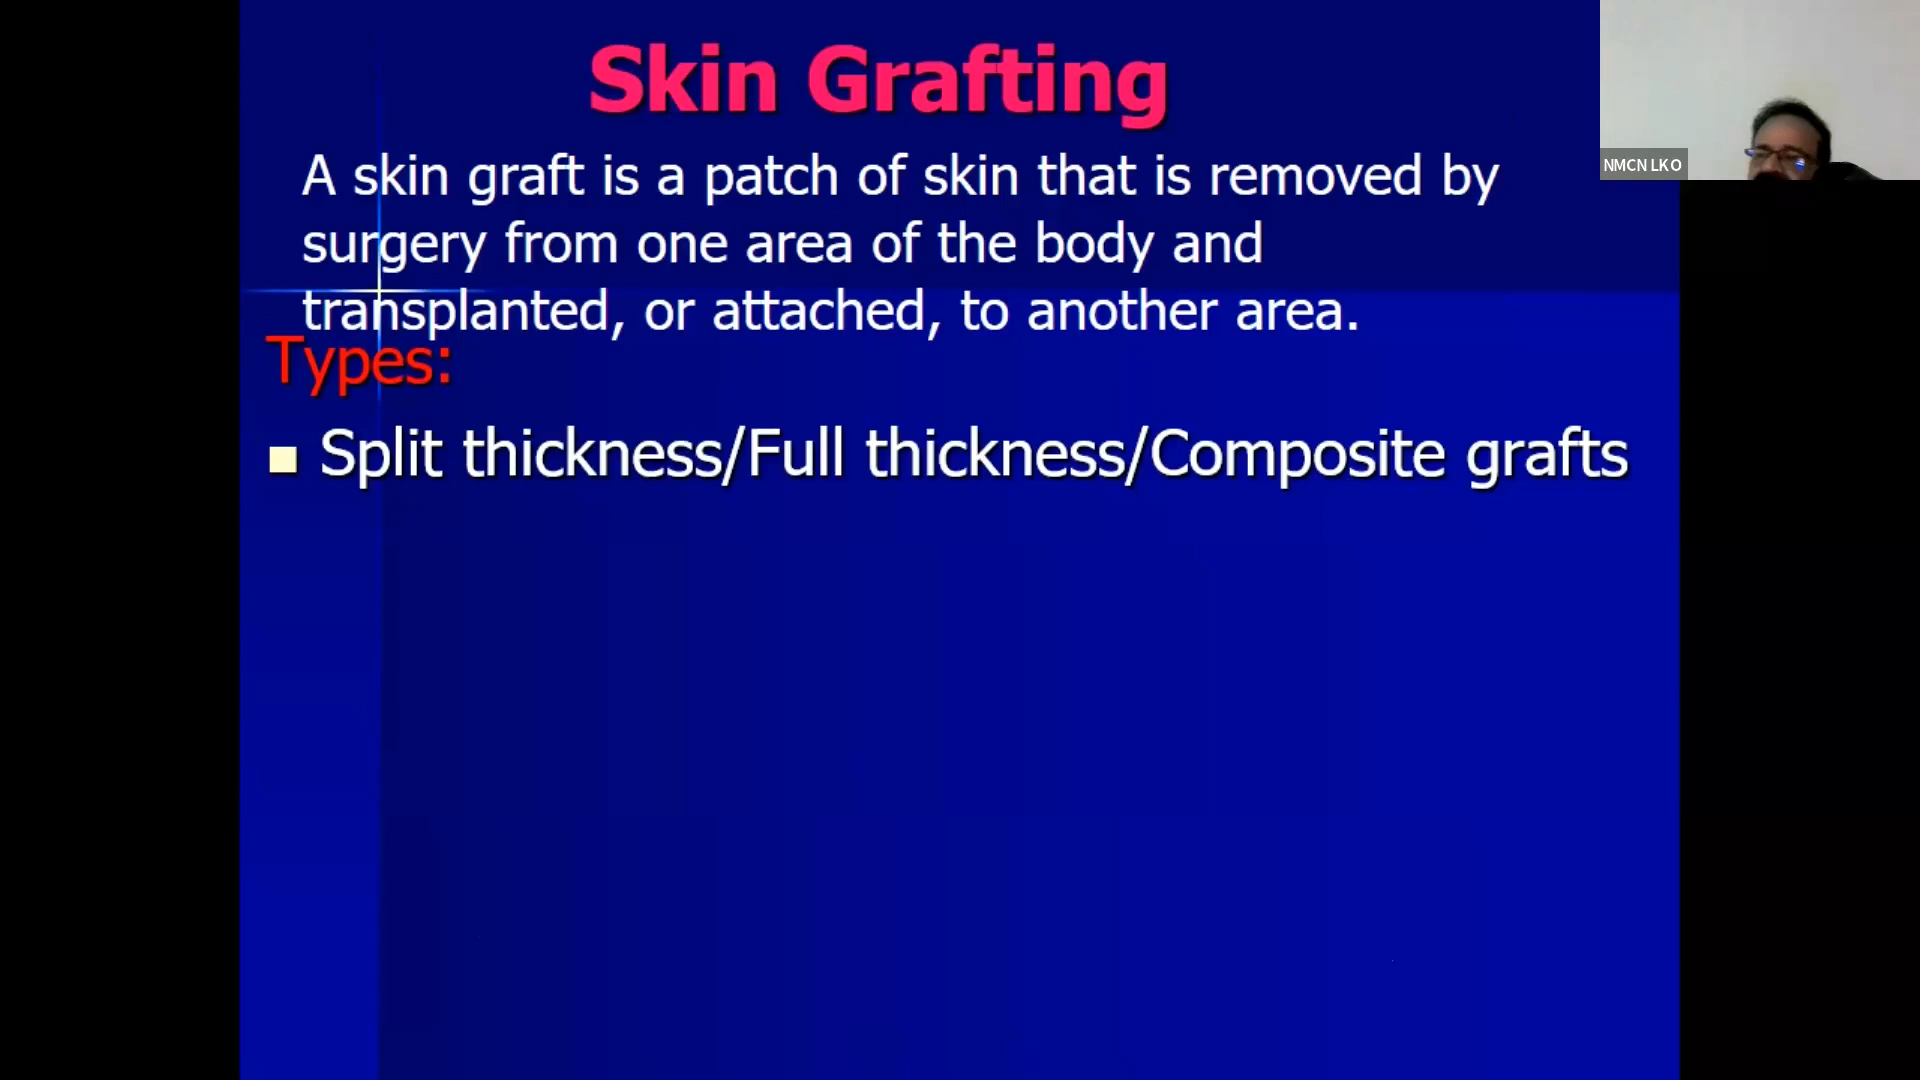 Skin Grafting
A skin graft is a patch of skin that is removed by
surgery from one area of the body and
transplanted, or attached, to another area.
Types:
Split thickness/Full thickness/Composite grafts
NMCN LKO